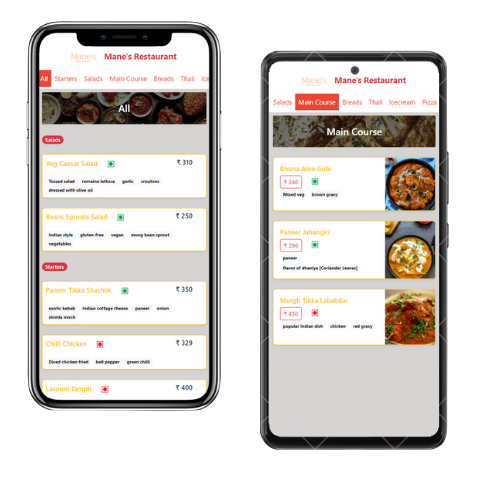 Mane's Mane's Restaurant
All Starters Salads Main Course Breads Thali Ice
All
Salads
Veg Caesar Salad ₹ 310
Tossed salad romaine lettuce garlic croutons
dressed with olive oil
Beans Sprouts Salad ₹ 250
Indian style gluten-free vegan mung bean sprout
vegetables
Starters
Paneer Tikka Shashlik ₹ 350
exotic kebab Indian cottage cheese paneer onion
shimla mirch
Chilli Chicken ₹ 329
Diced chicken fried bell pepper green chilli
Lasooni Tangdi ₹ 400
Mane's Mane's Restaurant
Salads Main Course Breads Thali Icecream Pizza
Main Course
Bhuna Aloo Gobi
₹ 240
Mixed veg brown gravy
Paneer Jahangiri
₹ 290
paneer
flavor of dhaniya [Coriander Leaves]
Murgh Tikka Lababdar
₹ 450
popular Indian dish chicken red gravy